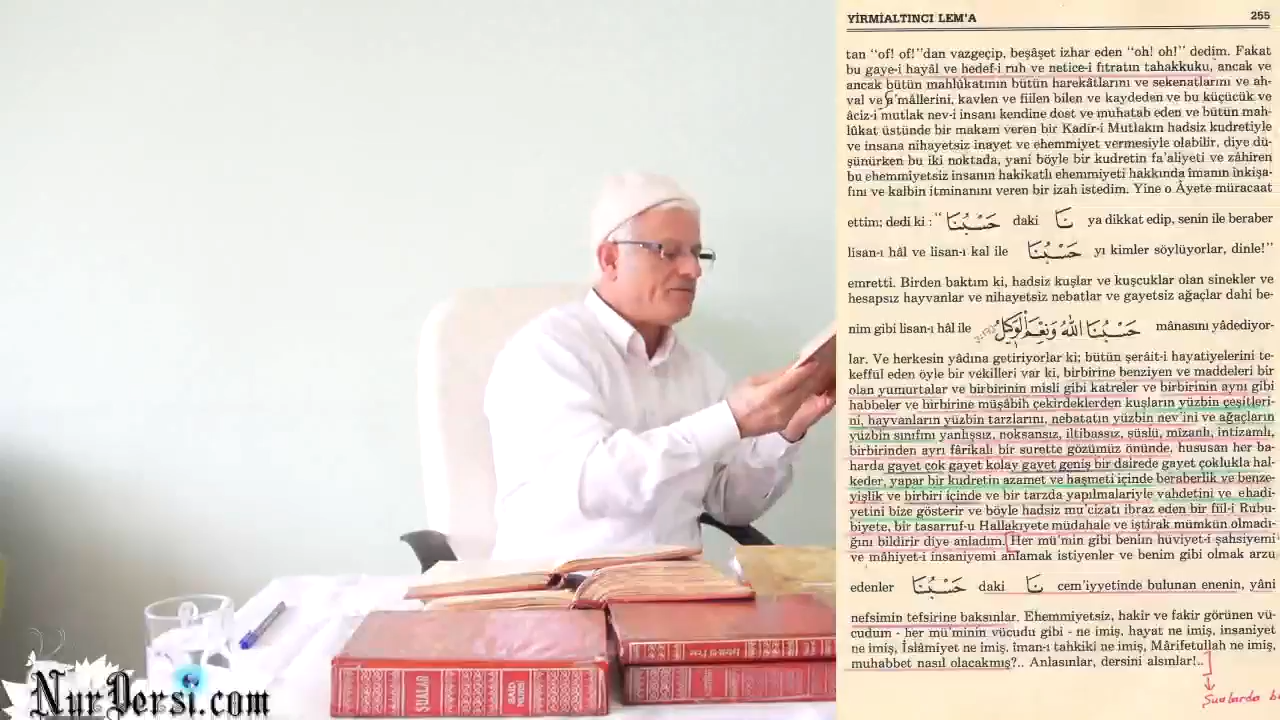 YİRMİALTINCI LEM'A 255
tan "of! of!"dan vazgeçip, beşâşet izhar eden "oh! oh!" dedim. Fakat
bu gaye-i hayâl ve hedef-i ruh ve netice-i fıtratın tahakkuku, ancak ve
ancak bütün mahlûkatının bütün harekâtlarını ve sekenatlarını ve ah-
val ve a'mâllerini, kavlen ve fiilen bilen ve kaydeden ve bu küçücük ve
âciz-i mutlak nev-i insanı kendine dost ve muhatab eden ve bütün mah-
lûkat üstünde bir makam veren bir Kadîr-i Mutlakın hadsiz kudretiyle
ve insana nihayetsiz inayet ve ehemmiyet vermesiyle olabilir, diye dü-
şünürken bu iki noktada, yani böyle bir kudretin fa'aliyeti ve zâhiren
bu ehemmiyetsiz insanın hakikatlı ehemmiyeti hakkında îmanın inkişa-
fını ve kalbin itminanını veren bir izah istedim. Yine o Âyete müracaat
ettim; dedi ki : " حَسْبُنَا daki نَا ya dikkat edip, senin ile beraber
lisan-ı hâl ve lisan-ı kal ile حَسْبُنَا yı kimler söylüyorlar, dinle!"
emretti. Birden baktım ki, hadsiz kuşlar ve kuşcuklar olan sinekler ve
hesapsız hayvanlar ve nihayetsiz nebatlar ve gayetsiz ağaçlar dahi be-
nim gibi lisan-ı hâl ile حَسْبُنَا اللّٰهُ وَنِعْمَ الْوَكِيلُ mânasını yâdediyor-
lar. Ve herkesin yâdına getiriyorlar ki; bütün şerâit-i hayatiyelerini te-
keffül eden öyle bir vekilleri var ki, birbirine benziyen ve maddeleri bir
olan yumurtalar ve birbirinin misli gibi katreler ve birbirinin aynı gibi
habbeler ve birbirine müşâbih çekirdeklerden kuşların yüzbin çeşitleri-
ni, hayvanların yüzbin tarzlarını, nebatatın yüzbin nev'ini ve ağaçların
yüzbin sınıfını yanlışsız, noksansız, iltibassız, süslü, mîzanlı, intizamlı,
birbirinden ayrı fârikalı bir surette gözümüz önünde, hususan her ba-
harda gayet çok gayet kolay gayet geniş bir dairede gayet çoklukla hal-
keder, yapar bir kudretin azamet ve haşmeti içinde beraberlik ve benze-
yişlik ve birbiri içinde ve bir tarzda yapılmalariyle vahdetini ve ehadi-
yetini bize gösterir ve böyle hadsiz mu'cizatı ibraz eden bir fiil-i Rubu-
biyete, bir tasarruf-u Hallakıyete müdahale ve iştirak mümkün olmadı-
ğını bildirir diye anladım. Her mü'min gibi benim hüviyet-i şahsiyemi
ve mâhiyet-i insaniyemi anlamak istiyenler ve benim gibi olmak arzu
edenler حَسْبُنَا daki نَا cem'iyyetinde bulunan enenin, yâni
nefsimin tefsirine baksınlar. Ehemmiyetsiz, hakir ve fakir görünen vü-
cudum - her mü'minin vücudu gibi - ne imiş, hayat ne imiş, insaniyet
ne imiş, İslâmiyet ne imiş, iman-ı tahkiki ne imiş, Mârifetullah ne imiş,
muhabbet nasıl olacakmış?.. Anlasınlar, dersini alsınlar!..
Şualarda
ŞUALAR
SAİD
NURSİ
NurDersi.com